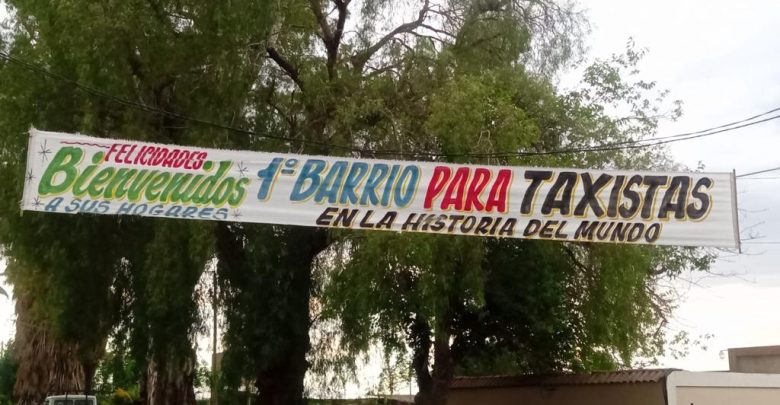 FELICIDADES
Bienvenidos
A SUS HOGARES
1º BARRIO PARA TAXISTAS
EN LA HISTORIA DEL MUNDO